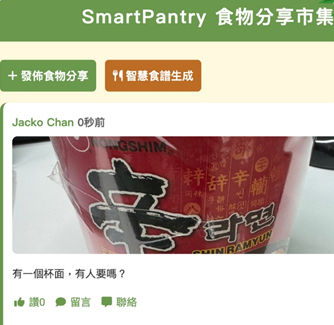 SmartPantry 食物分享市集
+ 發佈食物分享
智慧食譜生成
Jacko Chan 0秒前
NONGSHIM
辛 라면
SHIN RAMYUN
有一個杯面，有人要嗎？
讚0 留言 聯絡